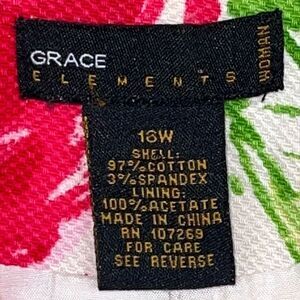 GRACE
ELEMENTS
WOMAN
16W
SHELL:
97%COTTON
3%SPANDEX
LINING:
100%ACETATE
MADE IN CHINA
RN 107269
FOR CARE
SEE REVERSE